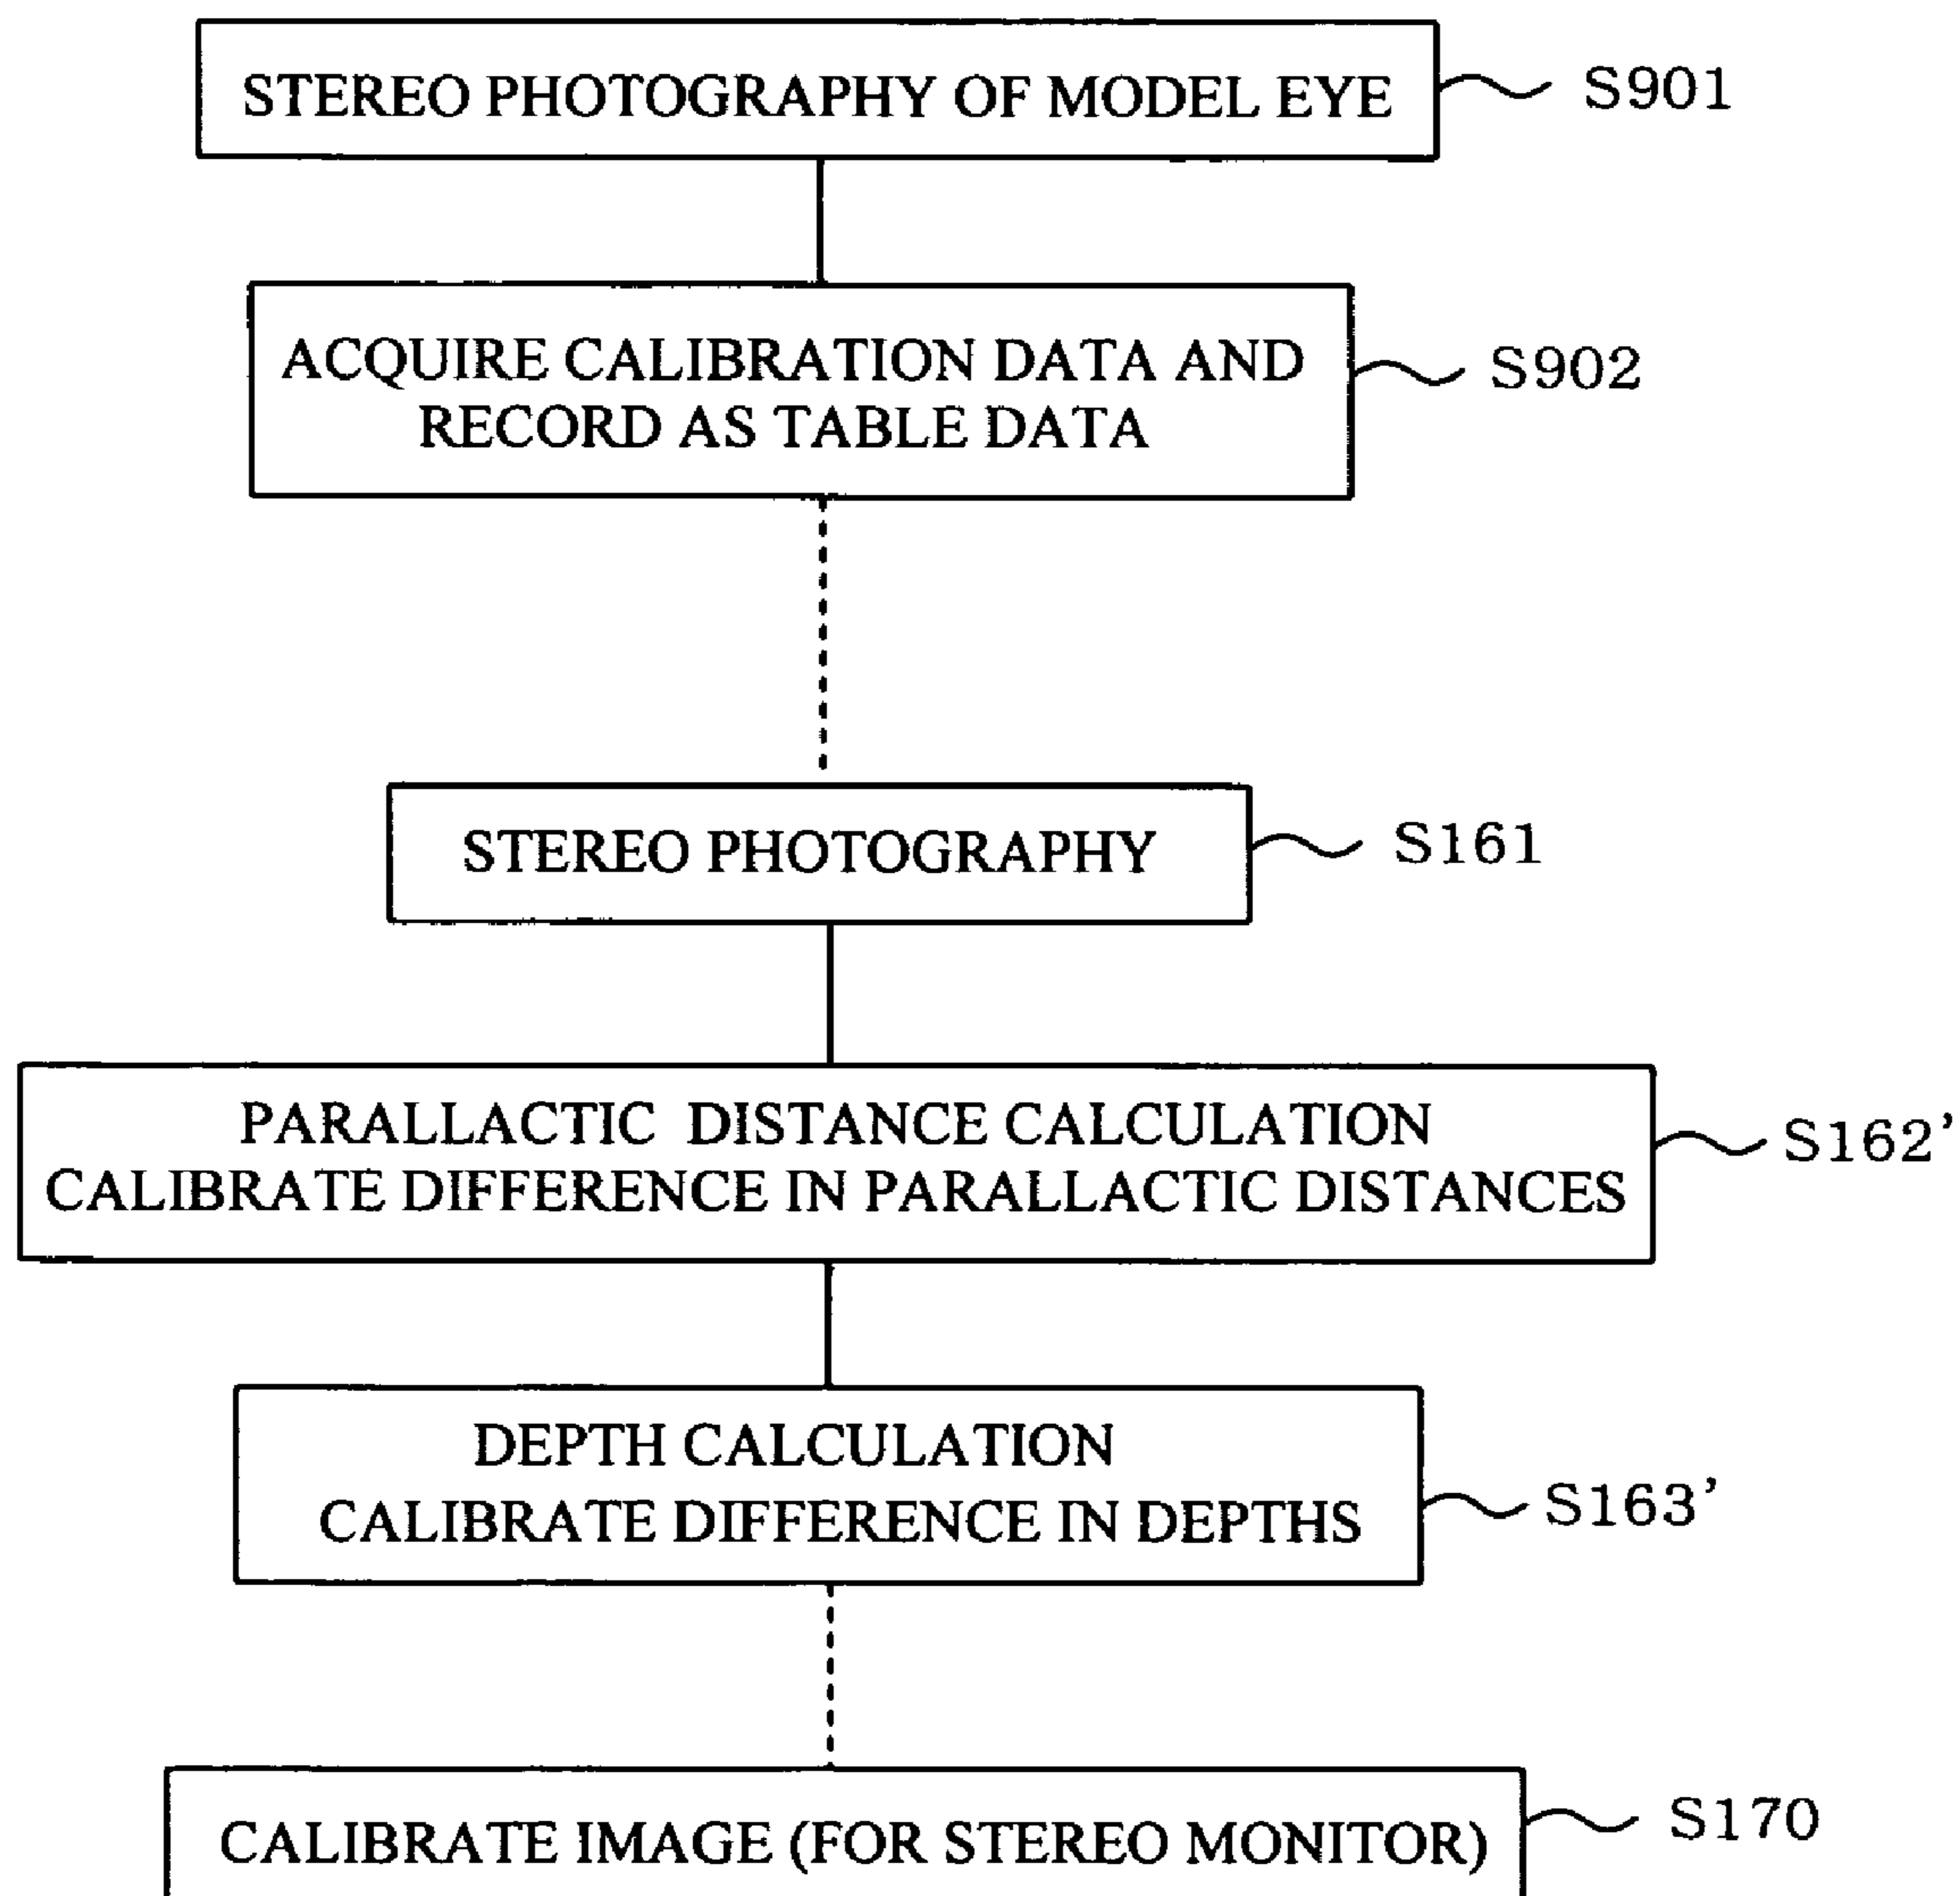 STEREO PHOTOGRAPHY OF MODEL EYE
S901
ACQUIRE CALIBRATION DATA AND
RECORD AS TABLE DATA
S902
STEREO PHOTOGRAPHY
S161
PARALLACTIC DISTANCE CALCULATION
CALIBRATE DIFFERENCE IN PARALLACTIC DISTANCES
S162'
DEPTH CALCULATION
CALIBRATE DIFFERENCE IN DEPTHS
S163'
CALIBRATE IMAGE (FOR STEREO MONITOR)
S170